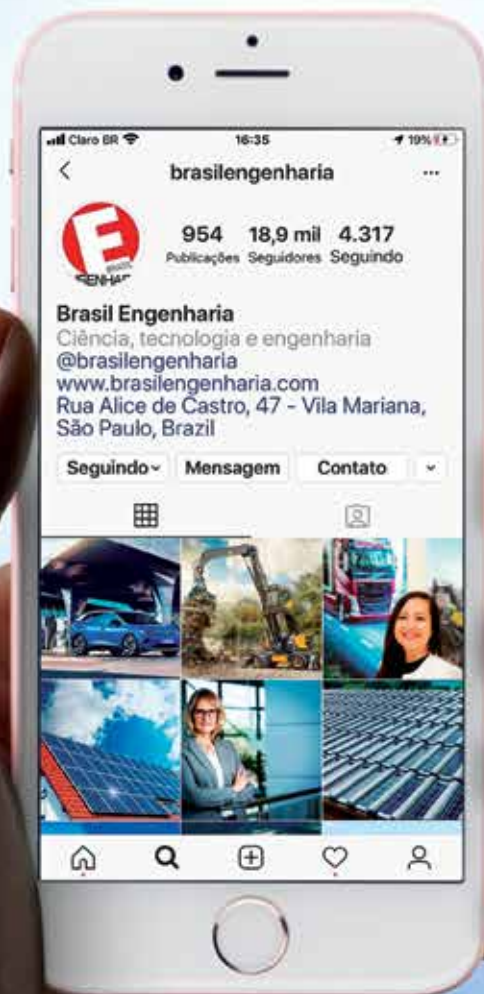 Claro BR 16:35 19%
brasilengenharia
E
BRASIL
954 18,9 mil 4.317
Publicações Seguidores Seguindo
Brasil Engenharia
Ciência, tecnologia e engenharia
@brasilengenharia
www.brasilengenharia.com
Rua Alice de Castro, 47 - Vila Mariana,
São Paulo, Brazil
Seguindo Mensagem Contato